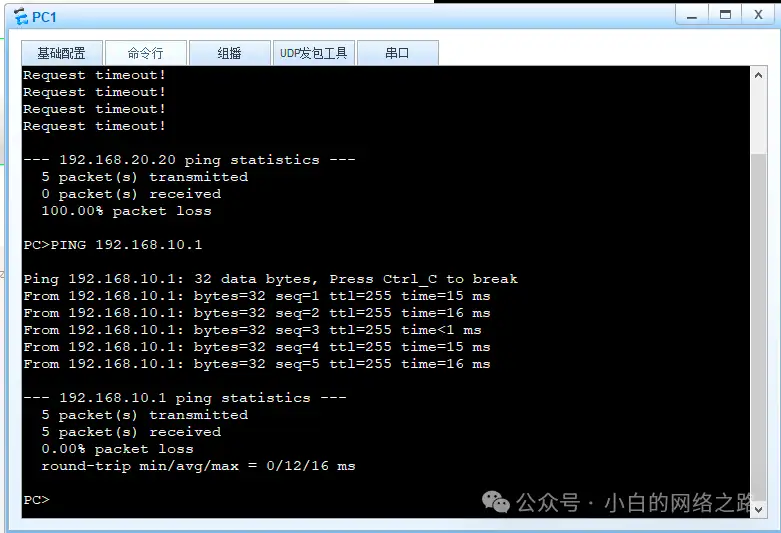 PC1
基础配置 命令行 组播 UDP发包工具 串口
Request timeout!
Request timeout!
Request timeout!
Request timeout!
--- 192.168.20.20 ping statistics ---
5 packet(s) transmitted
0 packet(s) received
100.00% packet loss
PC>PING 192.168.10.1
Ping 192.168.10.1: 32 data bytes, Press Ctrl_C to break
From 192.168.10.1: bytes=32 seq=1 ttl=255 time=15 ms
From 192.168.10.1: bytes=32 seq=2 ttl=255 time=16 ms
From 192.168.10.1: bytes=32 seq=3 ttl=255 time<1 ms
From 192.168.10.1: bytes=32 seq=4 ttl=255 time=15 ms
From 192.168.10.1: bytes=32 seq=5 ttl=255 time=16 ms
--- 192.168.10.1 ping statistics ---
5 packet(s) transmitted
5 packet(s) received
0.00% packet loss
round-trip min/avg/max = 0/12/16 ms
PC>
公众号 · 小白的网络之路